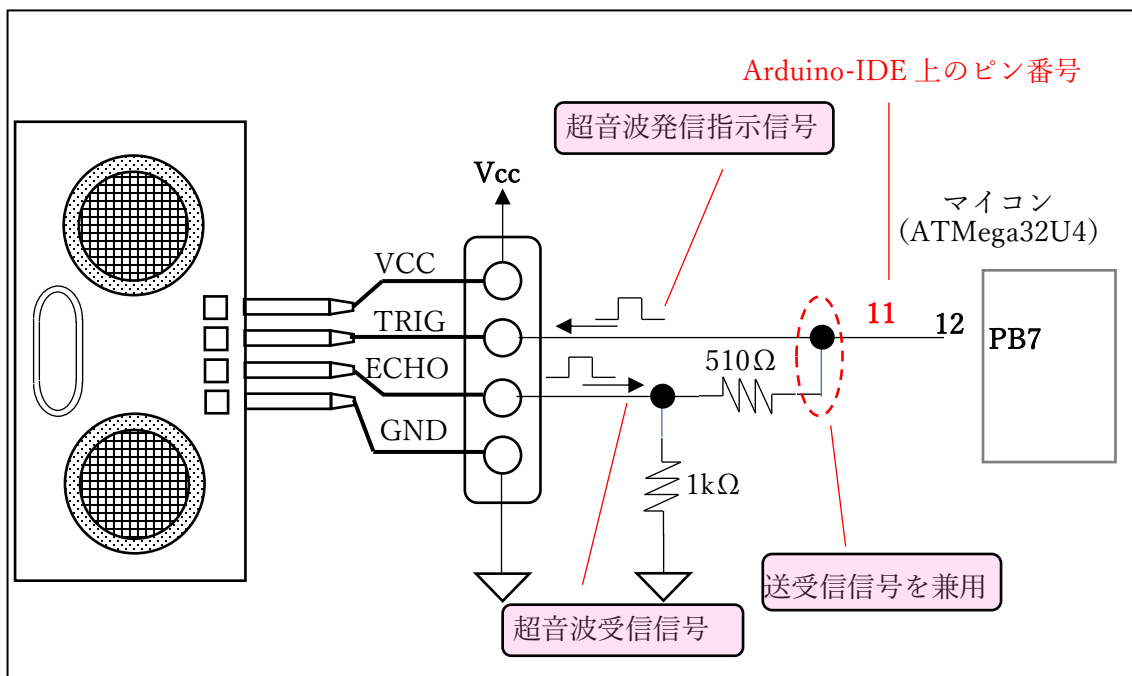 Arduino-IDE 上のピン番号
超音波発信指示信号
Vcc
マイコン
(ATMega32U4)
VCC
TRIG
11
12
PB7
ECHO
510Ω
GND
1kΩ
送受信信号を兼用
超音波受信信号